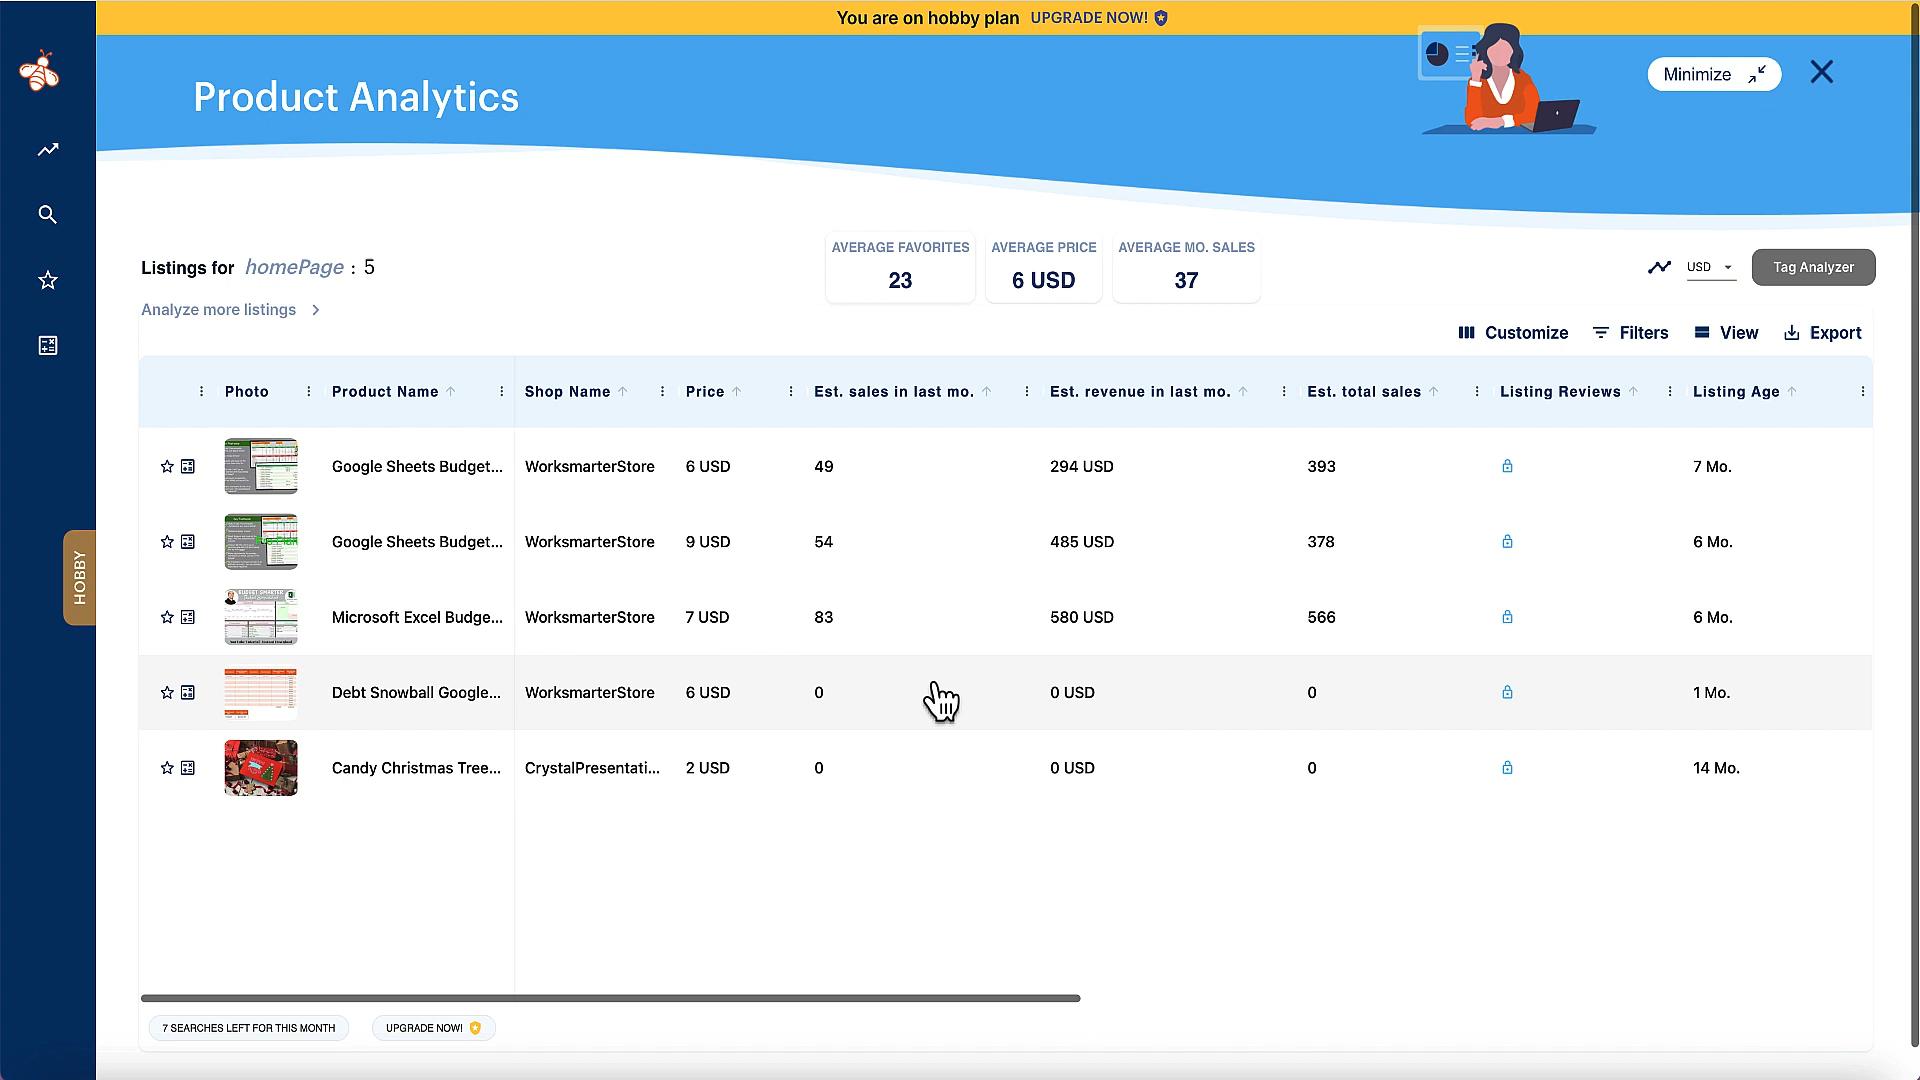 You are on hobby plan UPGRADE NOW!
Product Analytics
Minimize
Listings for homePage : 5
AVERAGE FAVORITES
23
AVERAGE PRICE
6 USD
AVERAGE MO. SALES
37
USD
Tag Analyzer
Analyze more listings
Customize Filters View Export
Photo Product Name Shop Name Price Est. sales in last mo. Est. revenue in last mo. Est. total sales Listing Reviews Listing Age
Google Sheets Budget... WorksmarterStore 6 USD 49 294 USD 393 7 Mo.
Google Sheets Budget... WorksmarterStore 9 USD 54 485 USD 378 6 Mo.
Microsoft Excel Budge... WorksmarterStore 7 USD 83 580 USD 566 6 Mo.
Debt Snowball Google... WorksmarterStore 6 USD 0 0 USD 0 1 Mo.
Candy Christmas Tree... CrystalPresentati... 2 USD 0 0 USD 0 14 Mo.
HOBBY
7 SEARCHES LEFT FOR THIS MONTH
UPGRADE NOW!